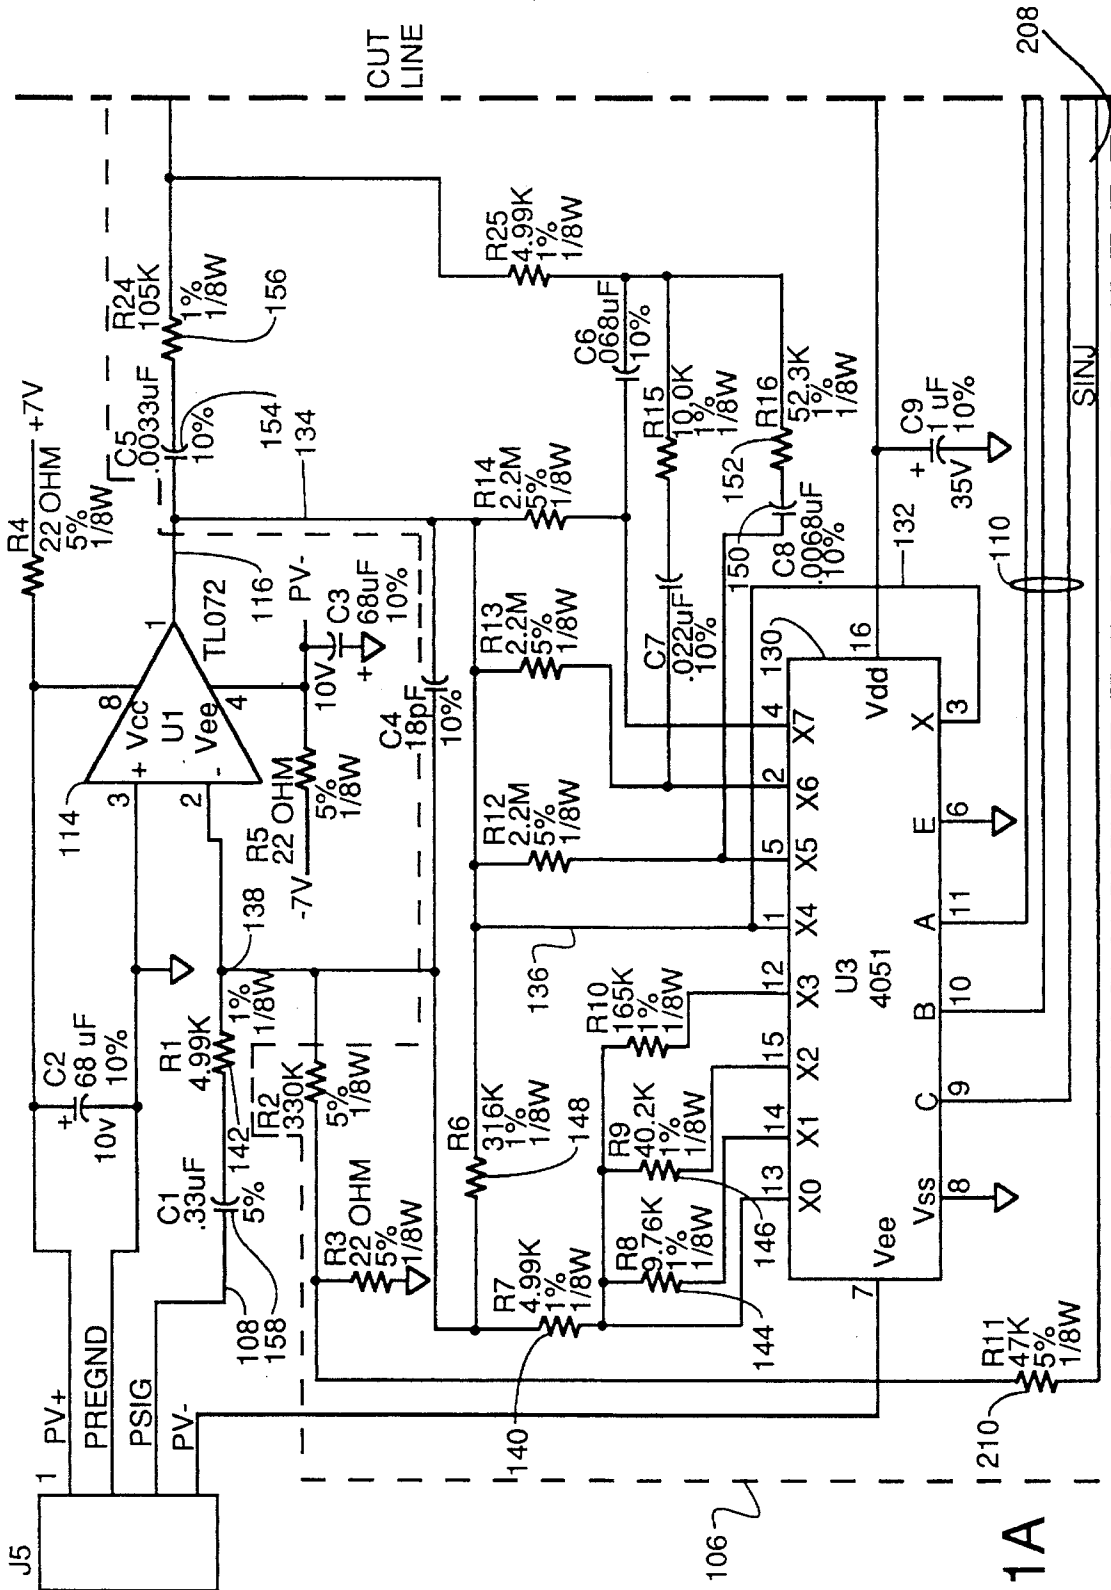 J5
1
PV+
PREGND
PSIG
PV-
C2
68 uF
10%
+
10v
R4
22 OHM
5%
1/8W
+7V
114
3
2
+
-
8
Vcc
U1
Vee
4
1
TL072
116
C5
.0033uF
10%
154
R24
105K
1%
1/8W
156
CUT
LINE
108
158
C1
.33uF
5%
142
R1
4.99K
1%
1/8W
138
-7V
R5
22 OHM
5%
1/8W
10V
PV-
C3
68uF
10%
+
134
R2
330K
5%
1/8W
R3
22 OHM
5%
1/8W
C4
18pF
10%
R6
316K
1%
1/8W
148
136
R12
2.2M
5%
1/8W
R13
2.2M
5%
1/8W
R14
2.2M
5%
1/8W
R25
4.99K
1%
1/8W
C6
.068uF
10%
R15
10.0K
1%
1/8W
C7
.022uF
10%
152
R16
52.3K
1%
1/8W
150
C8
.0068uF
10%
R7
4.99K
1%
1/8W
140
R8
9.76K
1%
1/8W
144
R9
40.2K
1%
1/8W
146
R10
165K
1%
1/8W
13
14
15
12
1
5
2
4
X0
X1
X2
X3
X4
X5
X6
X7
130
7
Vee
U3
4051
Vdd
16
Vss
C
B
A
E
X
8
9
10
11
6
3
132
+
35V
C9
1 uF
10%
110
106
210
R11
47K
5%
1/8W
SINJ
208
1A